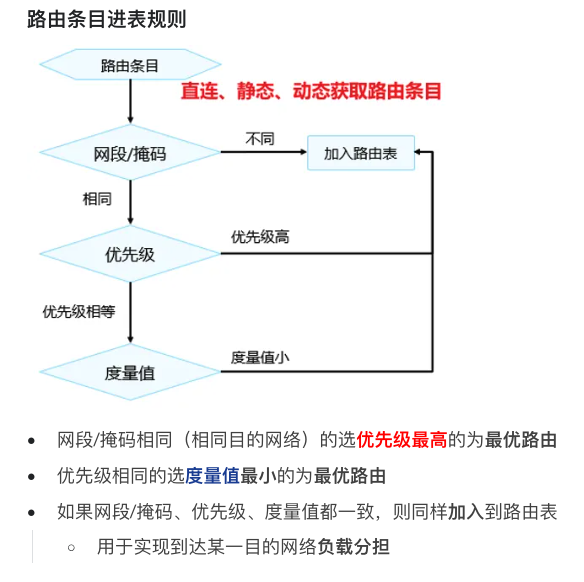 路由条目进表规则
路由条目
直连、静态、动态获取路由条目
网段/掩码
不同
加入路由表
相同
优先级
优先级高
优先级相等
度量值
度量值小
网段/掩码相同（相同目的网络）的选优先级最高的为最优路由
优先级相同的选度量值最小的为最优路由
如果网段/掩码、优先级、度量值都一致，则同样加入到路由表
用于实现到达某一目的网络负载分担